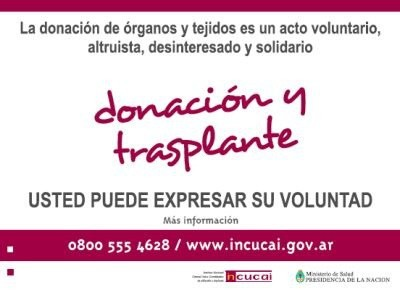 La donación de órganos y tejidos es un acto voluntario,
altruista, desinteresado y solidario
donación y
trasplante
USTED PUEDE EXPRESAR SU VOLUNTAD
Más información
0800 555 4628 / www.incucai.gov.ar
incucai
Ministerio de Salud
PRESIDENCIA DE LA NACION